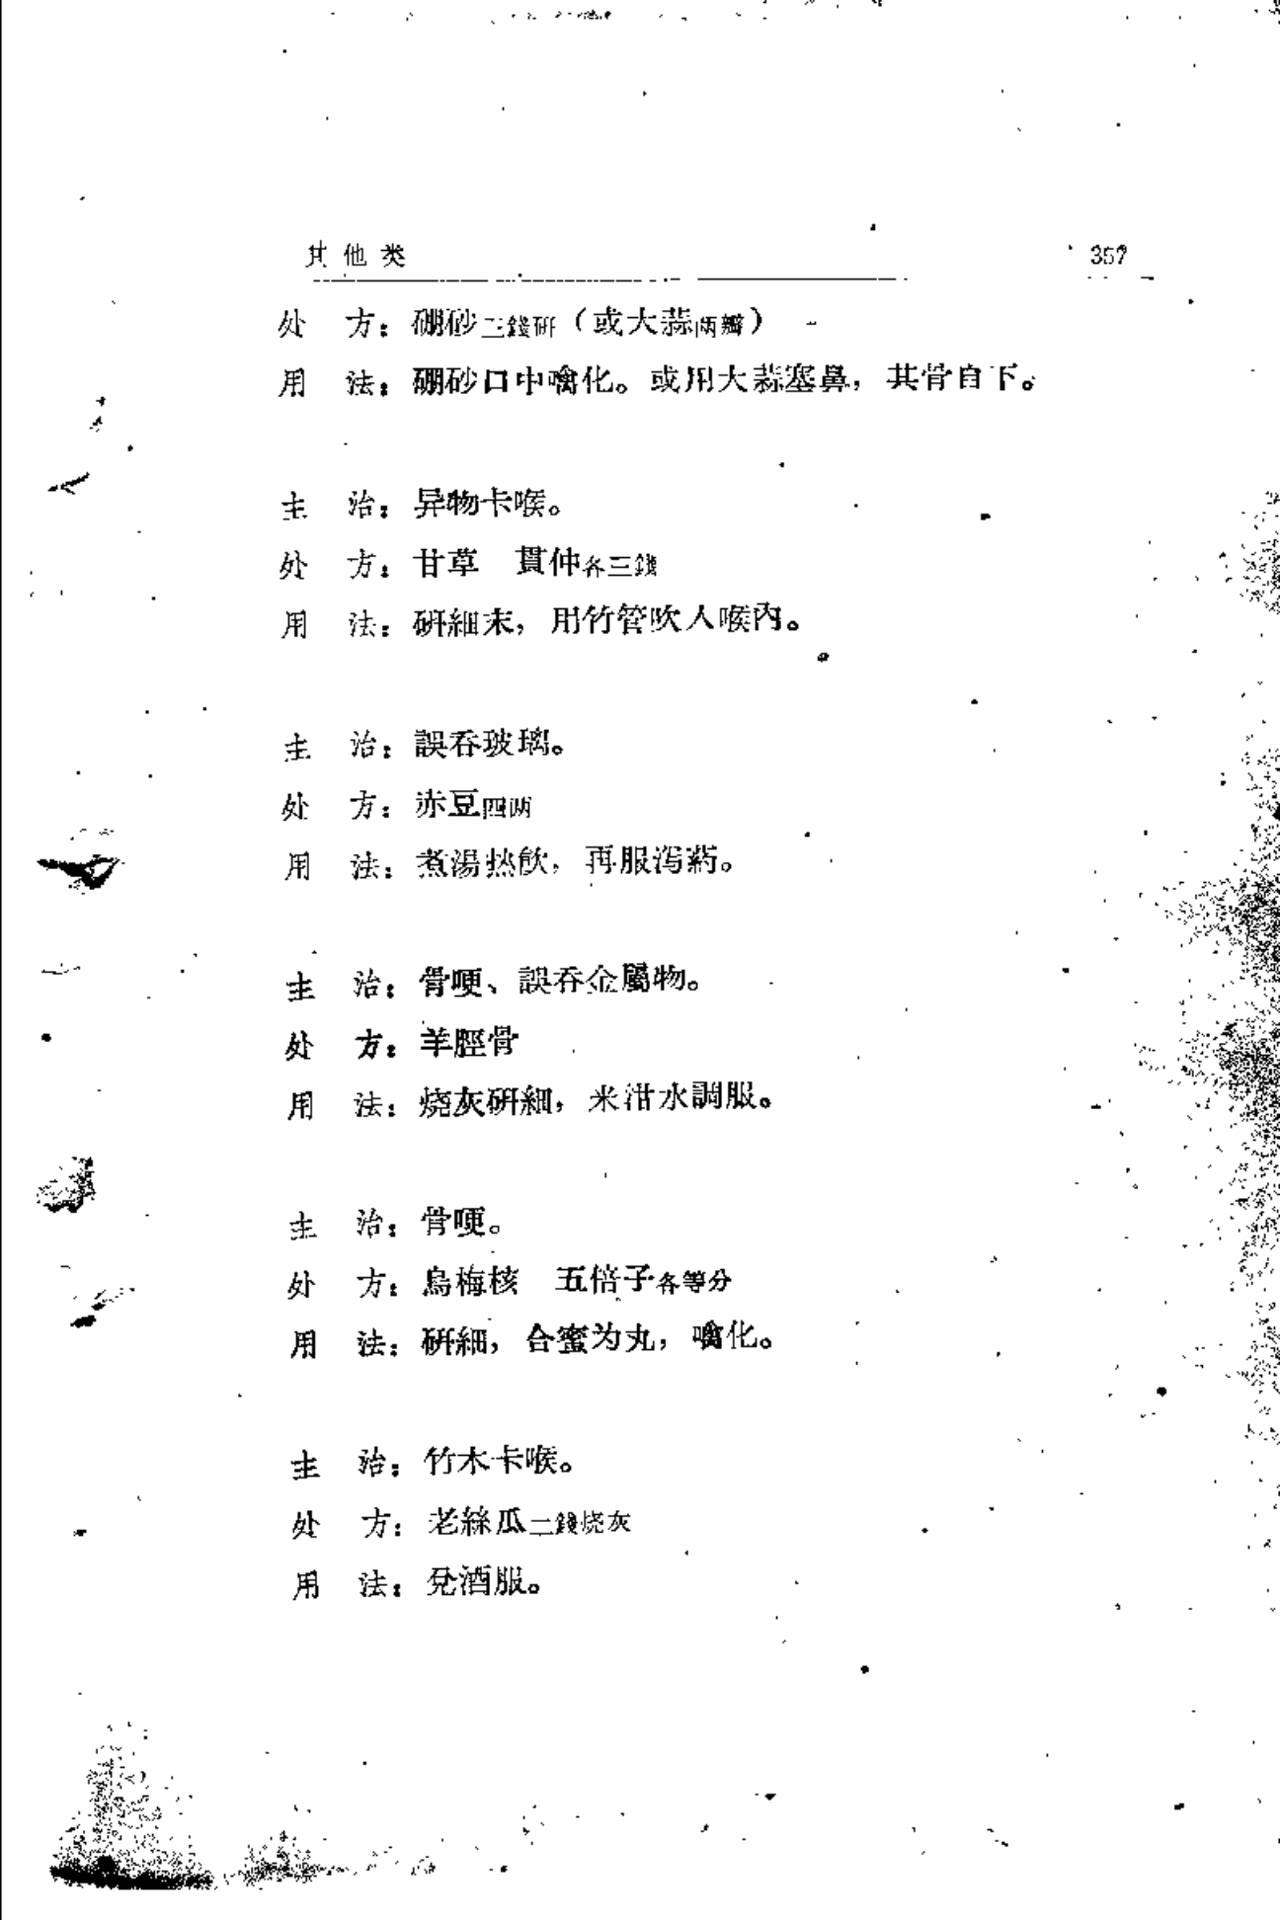 其他类 357
处 方：硼砂三錢研（或大蒜两瓣）
用 法：硼砂口中噙化。或用大蒜塞鼻，其骨自下。
主 治：异物卡喉。
处 方：甘草 貫仲各三錢
用 法：研細末，用竹管吹入喉內。
主 治：誤吞玻璃。
处 方：赤豆四两
用 法：煮湯热飲，再服泻葯。
主 治：骨哽、誤吞金屬物。
处 方：羊脛骨
用 法：烧灰研細，米泔水調服。
主 治：骨哽。
处 方：烏梅核 五倍子各等分
用 法：研細，合蜜为丸，噙化。
主 治：竹木卡喉。
处 方：老絲瓜二錢烧灰
用 法：兌酒服。